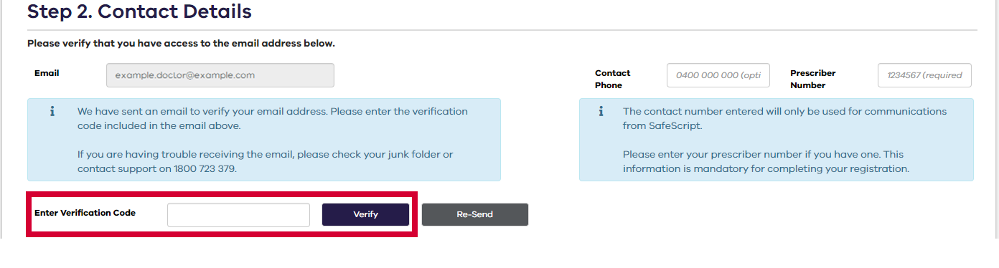 Step 2. Contact Details
Please verify that you have access to the email address below.
Email
example.doctor@example.com
Contact
Phone
0400 000 000 (opti
Prescriber
Number
1234567 (required
We have sent an email to verify your email address. Please enter the verification
code included in the email above.
If you are having trouble receiving the email, please check your junk folder or
contact support on 1800 723 379.
The contact number entered will only be used for communications
from SafeScript.
Please enter your prescriber number if you have one. This
information is mandatory for completing your registration.
Enter Verification Code
Verify
Re-Send